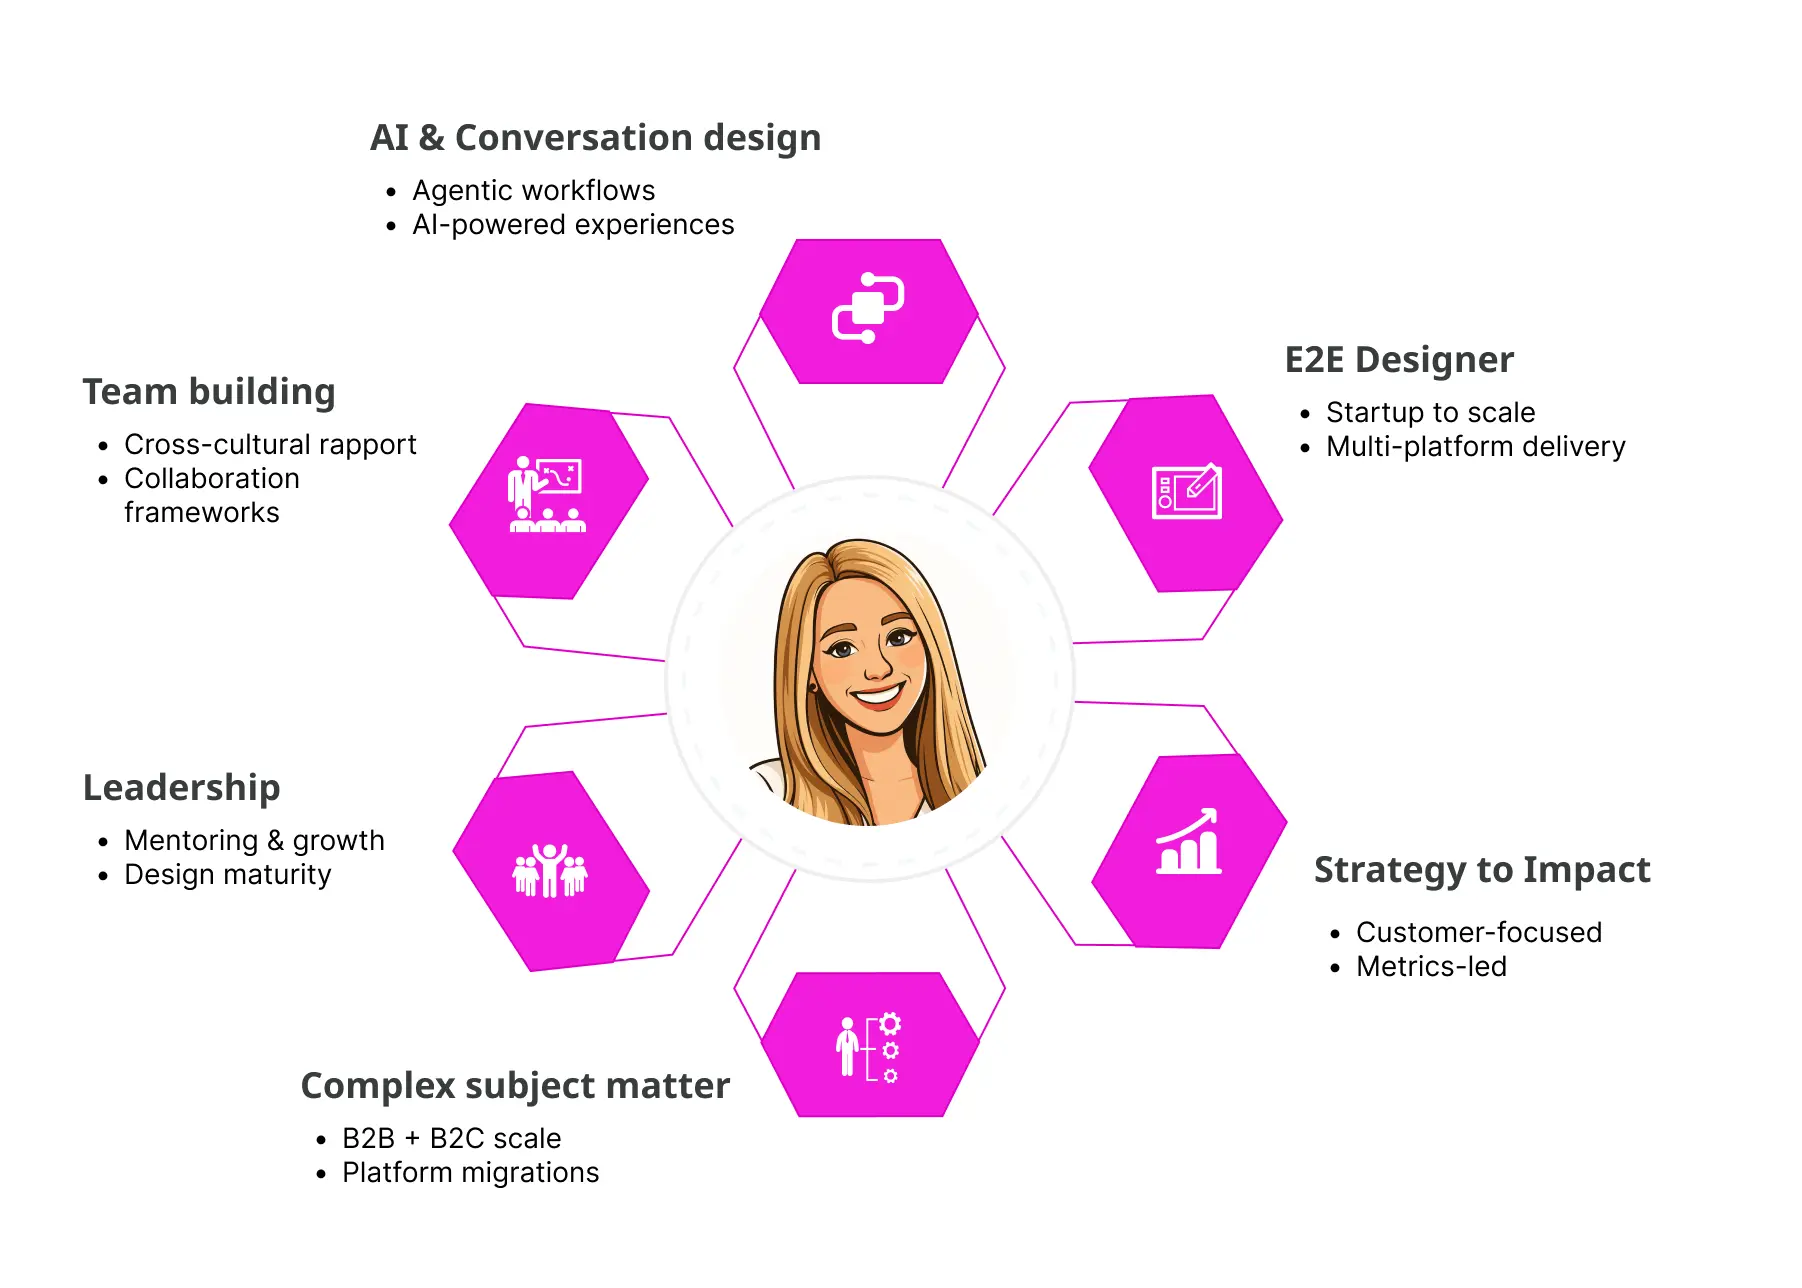 AI & Conversation design
• Agentic workflows
• AI-powered experiences
E2E Designer
• Startup to scale
• Multi-platform delivery
Team building
• Cross-cultural rapport
• Collaboration
frameworks
Leadership
• Mentoring & growth
• Design maturity
Strategy to Impact
• Customer-focused
• Metrics-led
Complex subject matter
• B2B + B2C scale
• Platform migrations